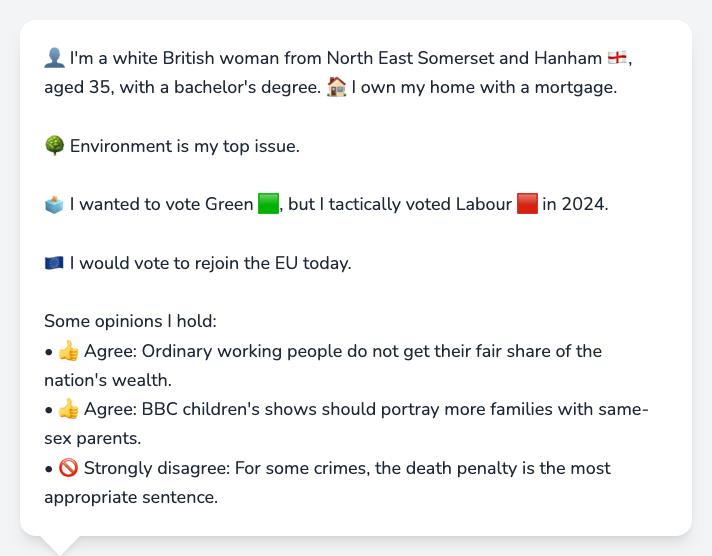 👤 I'm a white British woman from North East Somerset and Hanham 🏴󠁧󠁢󠁥󠁮󠁧󠁿,
aged 35, with a bachelor's degree. 🏠 I own my home with a mortgage.
🌳 Environment is my top issue.
🗳️ I wanted to vote Green 🟩, but I tactically voted Labour 🟥 in 2024.
🇪🇺 I would vote to rejoin the EU today.
Some opinions I hold:
• 👍 Agree: Ordinary working people do not get their fair share of the
nation's wealth.
• 👍 Agree: BBC children's shows should portray more families with same-
sex parents.
• 🚫 Strongly disagree: For some crimes, the death penalty is the most
appropriate sentence.